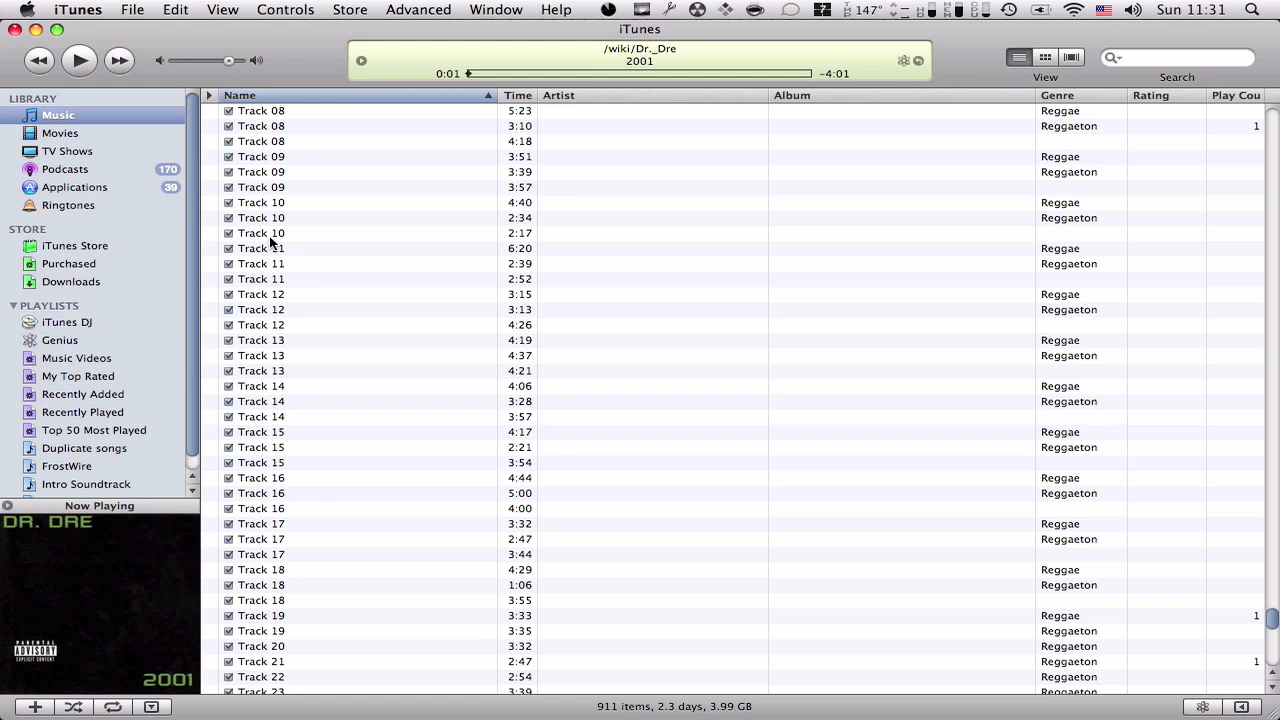 iTunes File Edit View Controls Store Advanced Window Help 147° Sun 11:31
iTunes
/wiki/Dr._Dre
2001
0:01 -4:01
View Search
LIBRARY
Music
Movies
TV Shows
Podcasts 170
Applications 39
Ringtones
STORE
iTunes Store
Purchased
Downloads
PLAYLISTS
iTunes DJ
Genius
Music Videos
My Top Rated
Recently Added
Recently Played
Top 50 Most Played
Duplicate songs
FrostWire
Intro Soundtrack
Now Playing
DR. DRE
PARENTAL
ADVISORY
EXPLICIT CONTENT
2001
Name Time Artist Album Genre Rating Play Cou
Track 08 5:23 Reggae
Track 08 3:10 Reggaeton 1
Track 08 4:18
Track 09 3:51 Reggae
Track 09 3:39 Reggaeton
Track 09 3:57
Track 10 4:40 Reggae
Track 10 2:34 Reggaeton
Track 10 2:17
Track 11 6:20 Reggae
Track 11 2:39 Reggaeton
Track 11 2:52
Track 12 3:15 Reggae
Track 12 3:13 Reggaeton
Track 12 4:26
Track 13 4:19 Reggae
Track 13 4:37 Reggaeton
Track 13 4:21
Track 14 4:06 Reggae
Track 14 3:28 Reggaeton
Track 14 3:57
Track 15 4:17 Reggae
Track 15 2:21 Reggaeton
Track 15 3:54
Track 16 4:44 Reggae
Track 16 5:00 Reggaeton
Track 16 4:00
Track 17 3:32 Reggae
Track 17 2:47 Reggaeton
Track 17 3:44
Track 18 4:29 Reggae
Track 18 1:06 Reggaeton
Track 18 3:55
Track 19 3:33 Reggae 1
Track 19 3:35 Reggaeton
Track 20 3:32 Reggaeton
Track 21 2:47 Reggaeton 1
Track 22 2:54 Reggaeton
Track 23 3:39 Reggaeton
911 items, 2.3 days, 3.99 GB